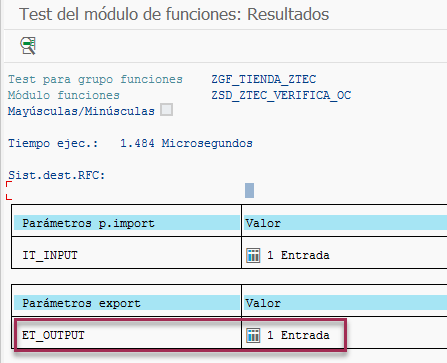 Test del módulo de funciones: Resultados
Test para grupo funciones ZGF_TIENDA_ZTEC
Módulo funciones ZSD_ZTEC_VERIFICA_OC
Mayúsculas/Minúsculas
Tiempo ejec.: 1.484 Microsegundos
Sist.dest.RFC:
Parámetros p.import Valor
IT_INPUT 1 Entrada
Parámetros export Valor
ET_OUTPUT 1 Entrada